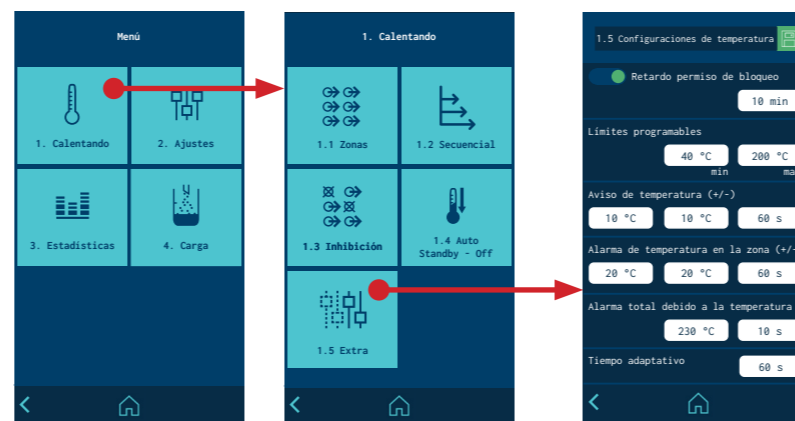 Menú
1. Calentando
2. Ajustes
3. Estadísticas
4. Carga
1. Calentando
1.1 Zonas
1.2 Secuencial
1.3 Inhibición
1.4 Auto
Standby - Off
1.5 Extra
1.5 Configuraciones de temperatura
Retardo permiso de bloqueo
10 min
Límites programables
40 °C 200 °C
min
Aviso de temperatura (+/-)
10 °C 10 °C 60 s
Alarma de temperatura en la zona (+/-
20 °C 20 °C 60 s
Alarma total debido a la temperatura
230 °C 10 s
Tiempo adaptativo
60 s